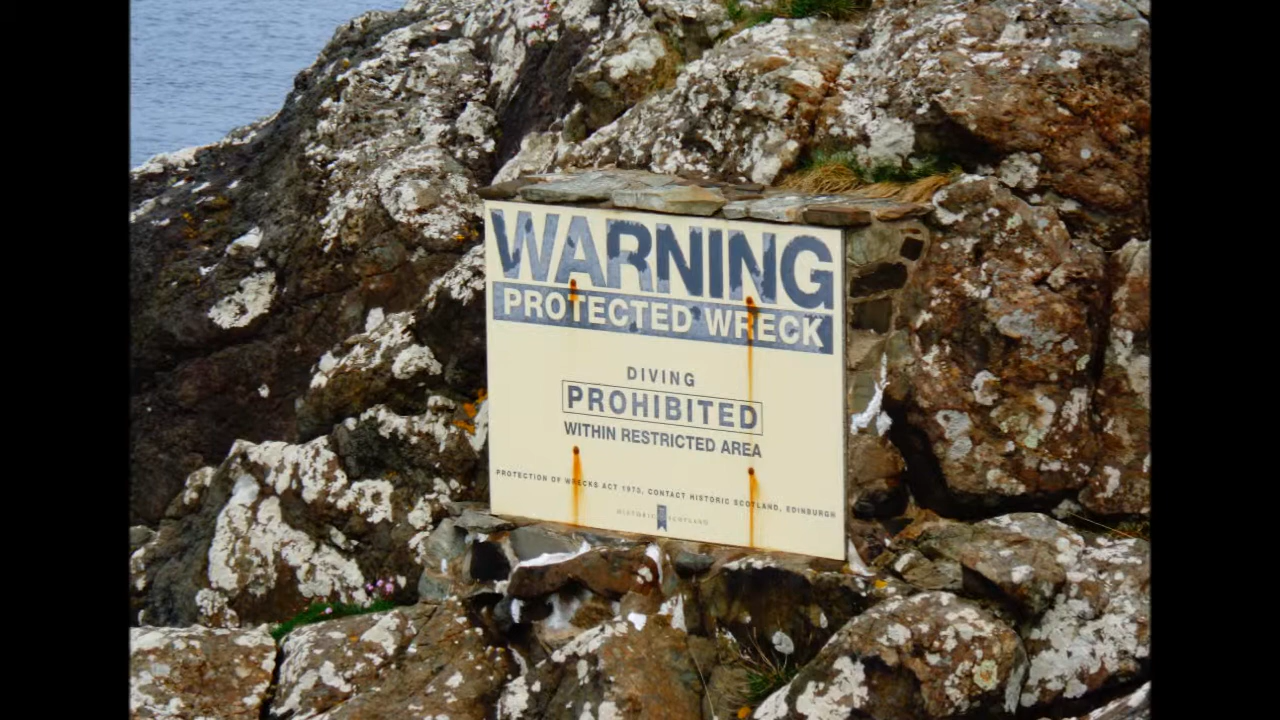 WARNING
PROTECTED WRECK
DIVING
PROHIBITED
WITHIN RESTRICTED AREA
PROTECTION OF WRECKS ACT 1973, CONTACT HISTORIC SCOTLAND, EDINBURGH
HISTORIC SCOTLAND